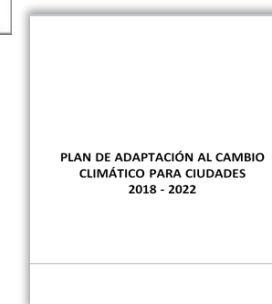 PLAN DE ADAPTACIÓN AL CAMBIO
CLIMÁTICO PARA CIUDADES
2018 - 2022